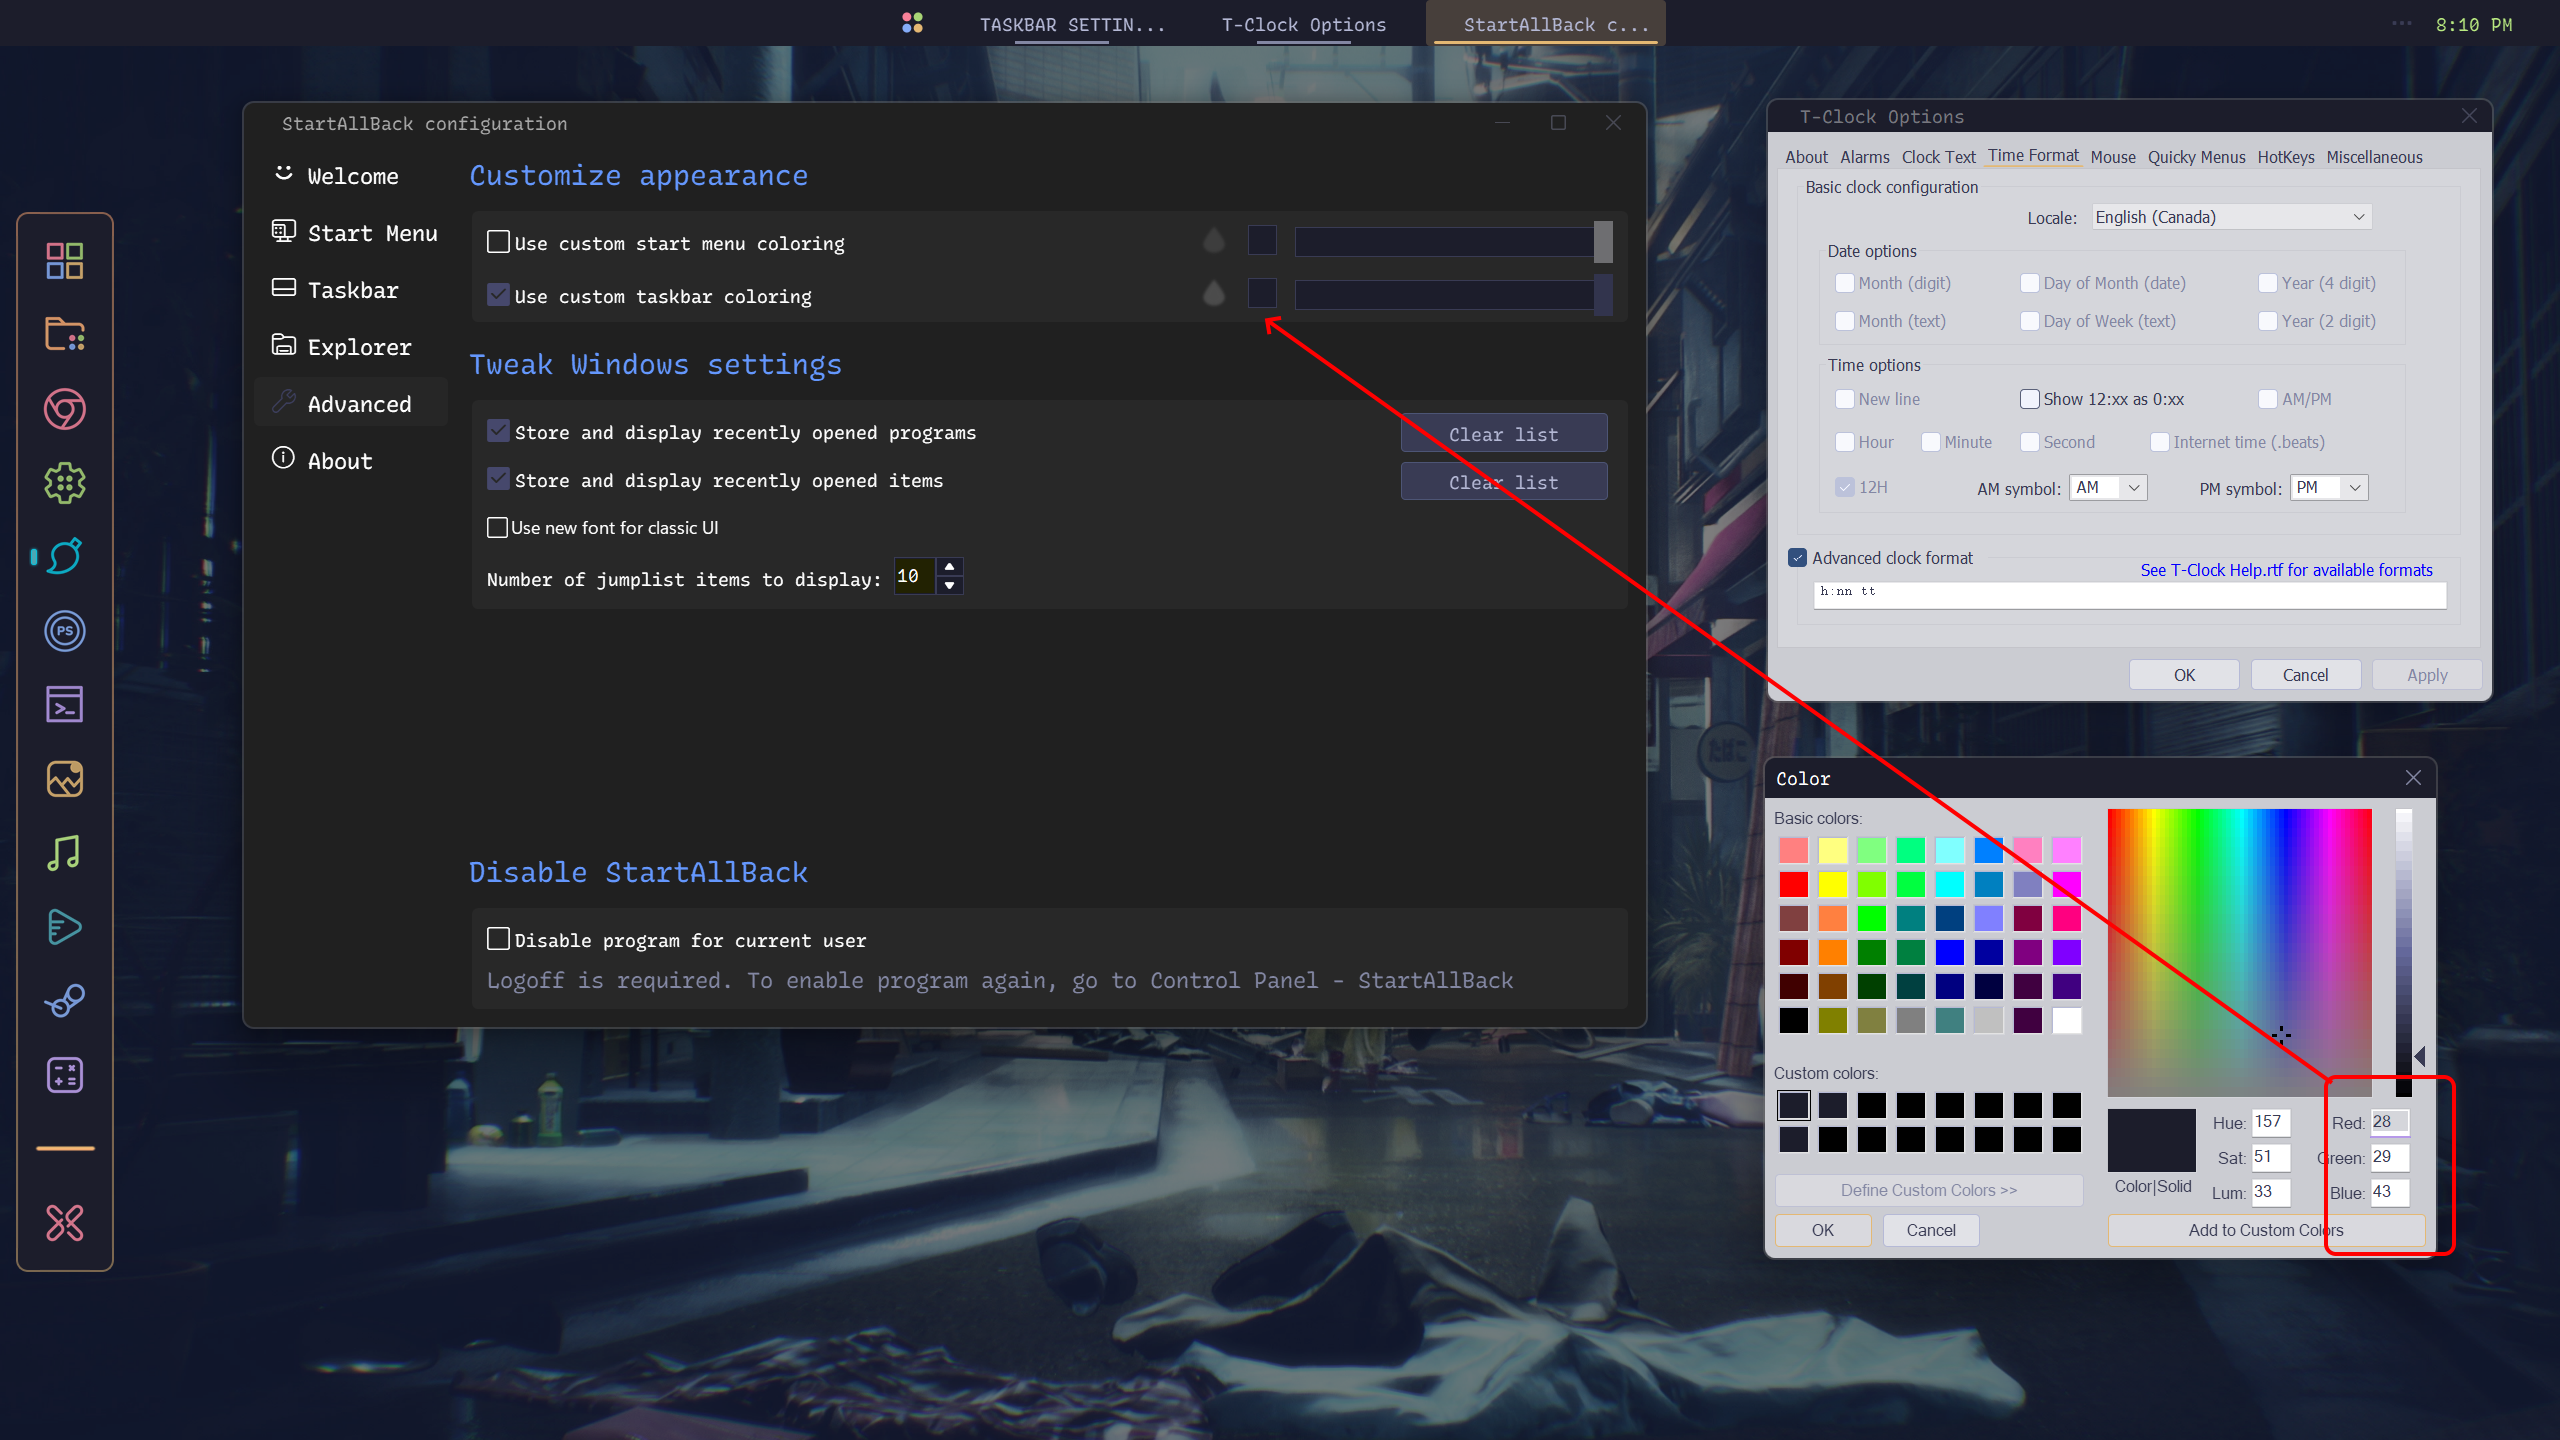 TASKBAR SETTIN...
T-Clock Options
StartAllBack c...
8:10 PM
StartAllBack configuration
Welcome
Start Menu
Taskbar
Explorer
Advanced
About
Customize appearance
Use custom start menu coloring
Use custom taskbar coloring
Tweak Windows settings
Store and display recently opened programs
Clear list
Store and display recently opened items
Clear list
Use new font for classic UI
Number of jumplist items to display: 10
Disable StartAllBack
Disable program for current user
Logoff is required. To enable program again, go to Control Panel - StartAllBack
PS
T-Clock Options
About Alarms Clock Text Time Format Mouse Quicky Menus HotKeys Miscellaneous
Basic clock configuration
Locale: English (Canada)
Date options
Month (digit) Day of Month (date) Year (4 digit)
Month (text) Day of Week (text) Year (2 digit)
Time options
New line Show 12:xx as 0:xx AM/PM
Hour Minute Second Internet time (.beats)
12H AM symbol: AM PM symbol: PM
Advanced clock format
See T-Clock Help.rtf for available formats
h:nn tt
OK Cancel Apply
たばこ
Color
Basic colors:
Custom colors:
Define Custom Colors >>
OK Cancel
Color|Solid
Hue: 157 Red: 28
Sat: 51 Green: 29
Lum: 33 Blue: 43
Add to Custom Colors